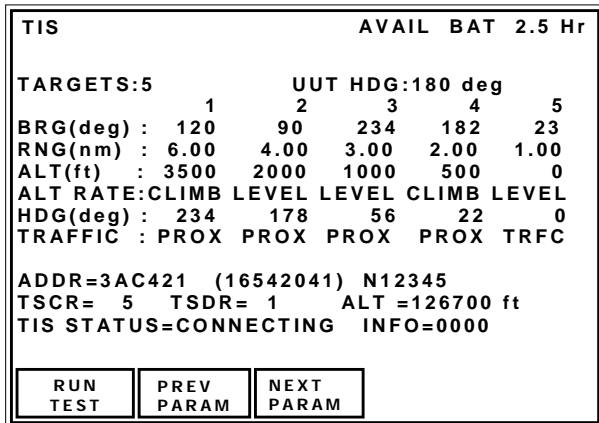 TIS AVAIL BAT 2.5 Hr
TARGETS:5 UUT HDG:180 deg
1 2 3 4 5
BRG(deg) : 120 90 234 182 23
RNG(nm) : 6.00 4.00 3.00 2.00 1.00
ALT(ft) : 3500 2000 1000 500 0
ALT RATE:CLIMB LEVEL LEVEL CLIMB LEVEL
HDG(deg) : 234 178 56 22 0
TRAFFIC : PROX PROX PROX PROX TRFC
ADDR=3AC421 (16542041) N12345
TSCR= 5 TSDR= 1 ALT =126700 ft
TIS STATUS=CONNECTING INFO=0000
RUN TEST
PREV PARAM
NEXT PARAM